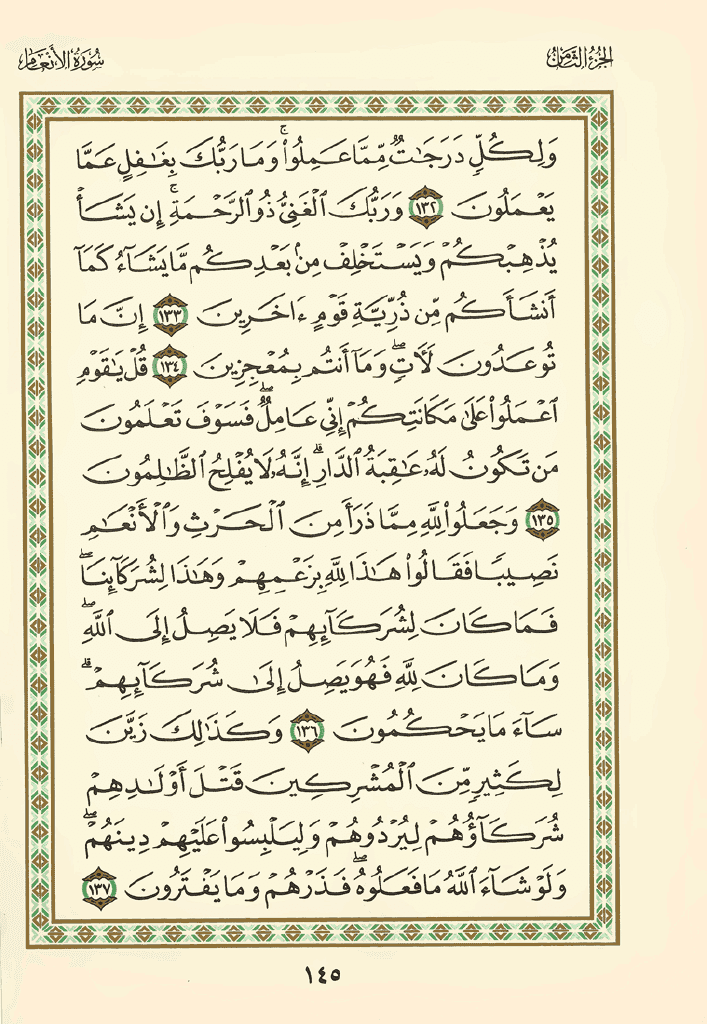 الجزء الثامن
سورة الأنعام
وَلِكُلٍّ دَرَجَٰتٌ مِّمَّا عَمِلُوا۟ ۚ وَمَا رَبُّكَ بِغَٰفِلٍ عَمَّا
يَعْمَلُونَ ١٣٢ وَرَبُّكَ ٱلْغَنِىُّ ذُو ٱلرَّحْمَةِ ۚ إِن يَشَأْ
يُذْهِبْكُمْ وَيَسْتَخْلِفْ مِنۢ بَعْدِكُم مَّا يَشَآءُ كَمَآ
أَنشَأَكُم مِّن ذُرِّيَّةِ قَوْمٍ ءَاخَرِينَ ١٣٣ إِنَّ مَا
تُوعَدُونَ لَءَاتٍ ۖ وَمَآ أَنتُم بِمُعْجِزِينَ ١٣٤ قُلْ يَٰقَوْمِ
ٱعْمَلُوا۟ عَلَىٰ مَكَانَتِكُمْ إِنِّى عَامِلٌ ۖ فَسَوْفَ تَعْلَمُونَ
مَن تَكُونُ لَهُۥ عَٰقِبَةُ ٱلدَّارِ ۗ إِنَّهُۥ لَا يُفْلِحُ ٱلظَّٰلِمُونَ
١٣٥ وَجَعَلُوا۟ لِلَّهِ مِمَّا ذَرَأَ مِنَ ٱلْحَرْثِ وَٱلْأَنْعَٰمِ
نَصِيبًا فَقَالُوا۟ هَٰذَا لِلَّهِ بِزَعْمِهِمْ وَهَٰذَا لِشُرَكَآئِنَا ۖ
فَمَا كَانَ لِشُرَكَآئِهِمْ فَلَا يَصِلُ إِلَى ٱللَّهِ ۖ
وَمَا كَانَ لِلَّهِ فَهُوَ يَصِلُ إِلَىٰ شُرَكَآئِهِمْ ۗ
سَآءَ مَا يَحْكُمُونَ ١٣٦ وَكَذَٰلِكَ زَيَّنَ
لِكَثِيرٍ مِّنَ ٱلْمُشْرِكِينَ قَتْلَ أَوْلَٰدِهِمْ
شُرَكَآؤُهُمْ لِيُرْدُوهُمْ وَلِيَلْبِسُوا۟ عَلَيْهِمْ دِينَهُمْ ۖ
وَلَوْ شَآءَ ٱللَّهُ مَا فَعَلُوهُ ۖ فَذَرْهُمْ وَمَا يَفْتَرُونَ ١٣٧
١٤٥